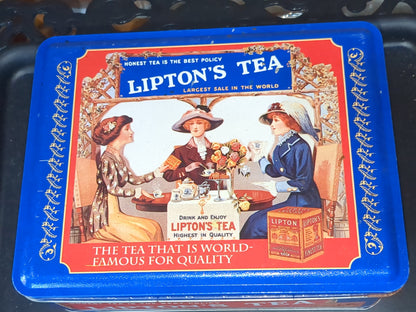 HONEST TEA IS THE BEST POLICY
LIPTON'S TEA
LARGEST SALE IN THE WORLD
DRINK AND ENJOY
LIPTON'S TEA
HIGHEST IN QUALITY
LIPTON LIPTON'S
THE TEA THAT IS WORLD-
FAMOUS FOR QUALITY